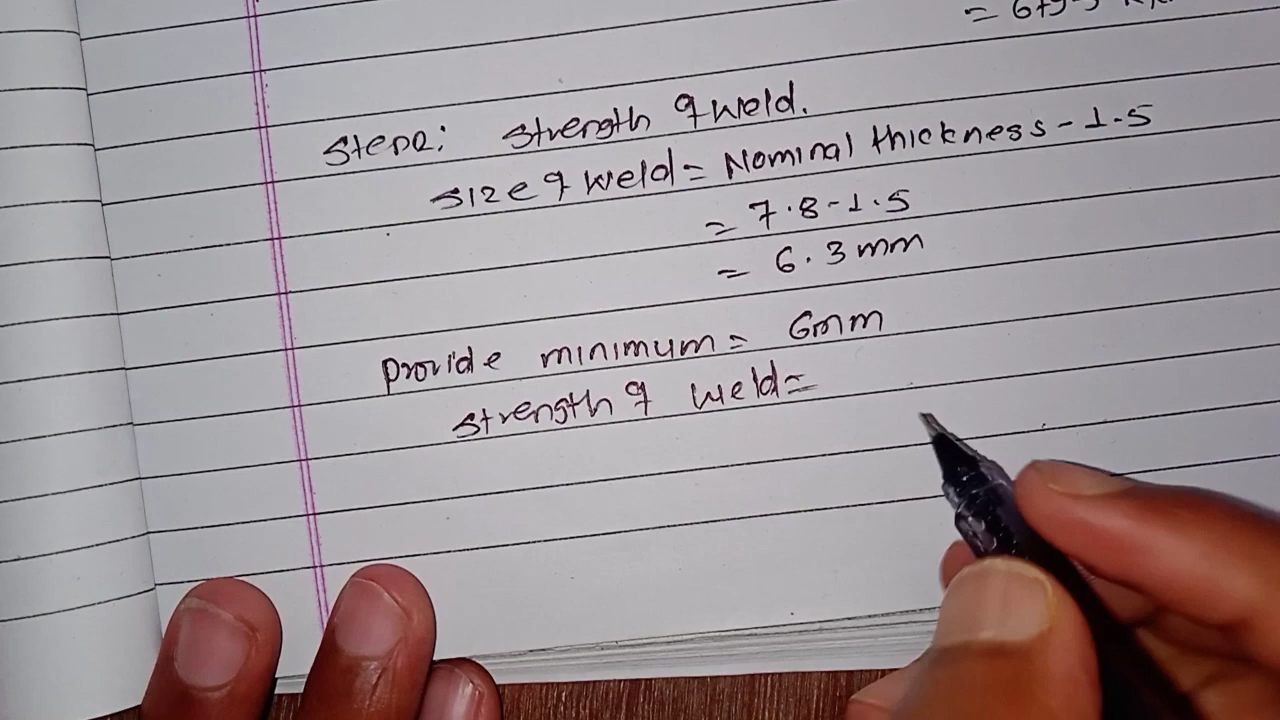 Step2: Strength of weld.
Size of weld = Nominal thickness - 1.5
= 7.8 - 1.5
= 6.3 mm
Provide minimum = 6mm
Strength of weld =